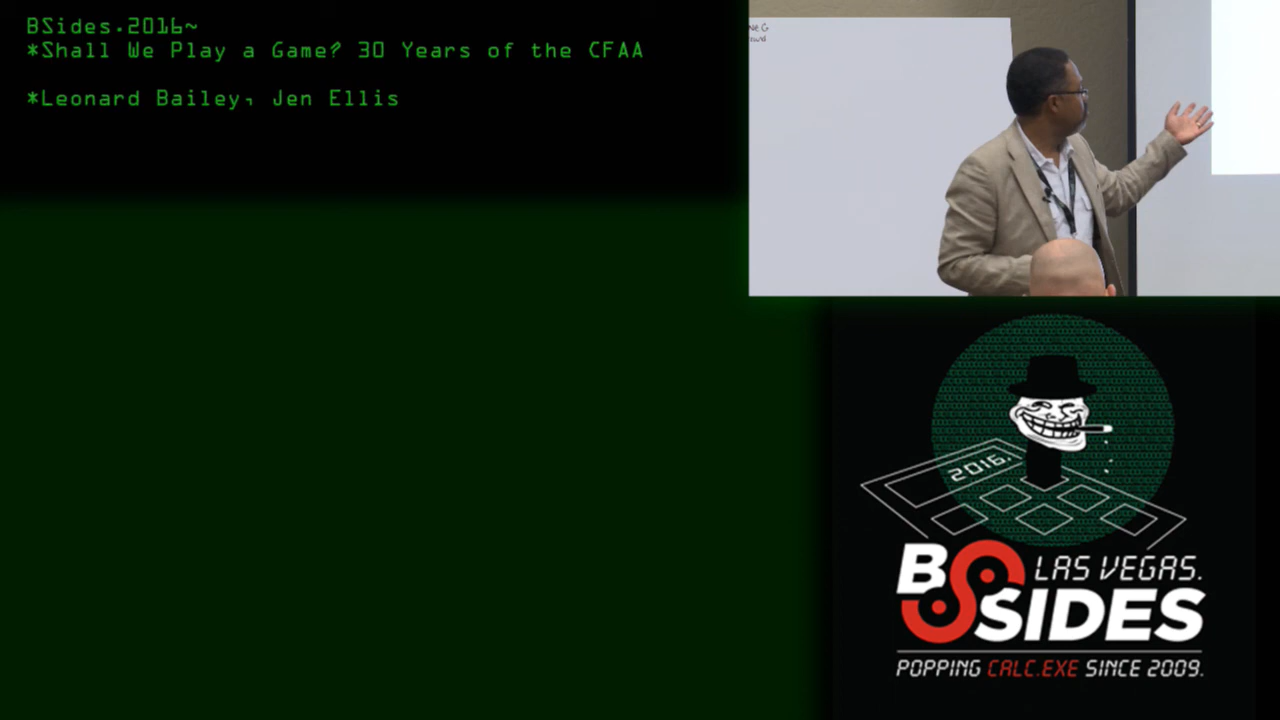 BSides.2016~
*Shall We Play a Game? 30 Years of the CFAA
*Leonard Bailey, Jen Ellis
2016.
BSIDES
LAS VEGAS.
POPPING CALC.EXE SINCE 2009.